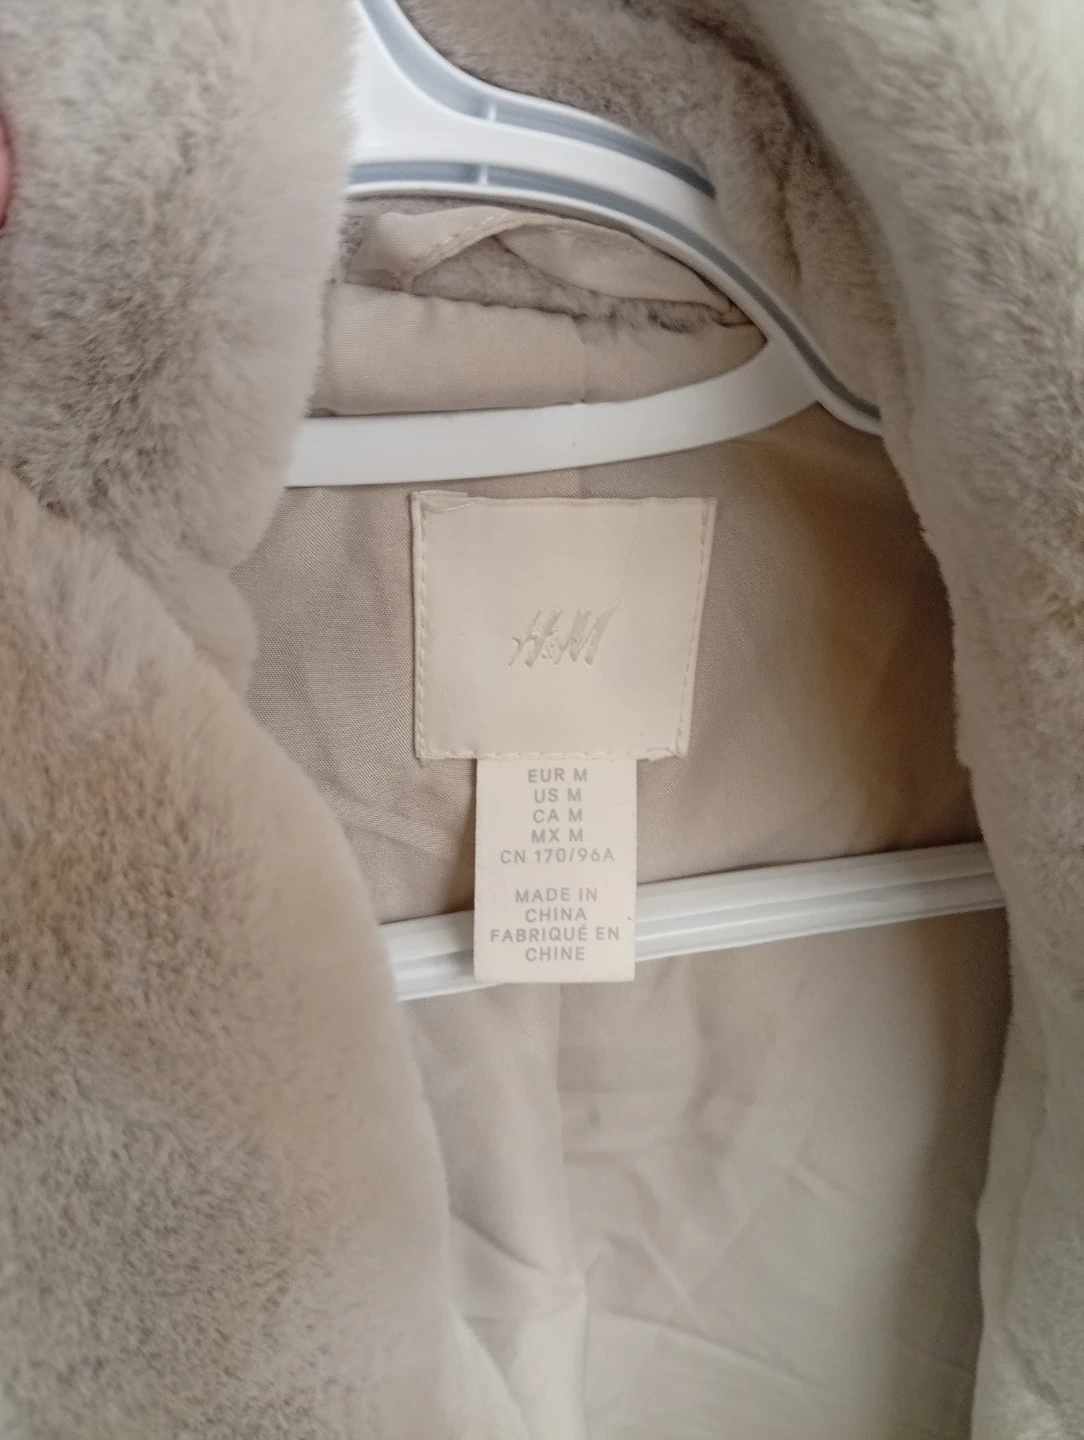 H&M
EUR M
US M
CA M
MX M
CN 170/96A
MADE IN
CHINA
FABRIQUÉ EN
CHINE